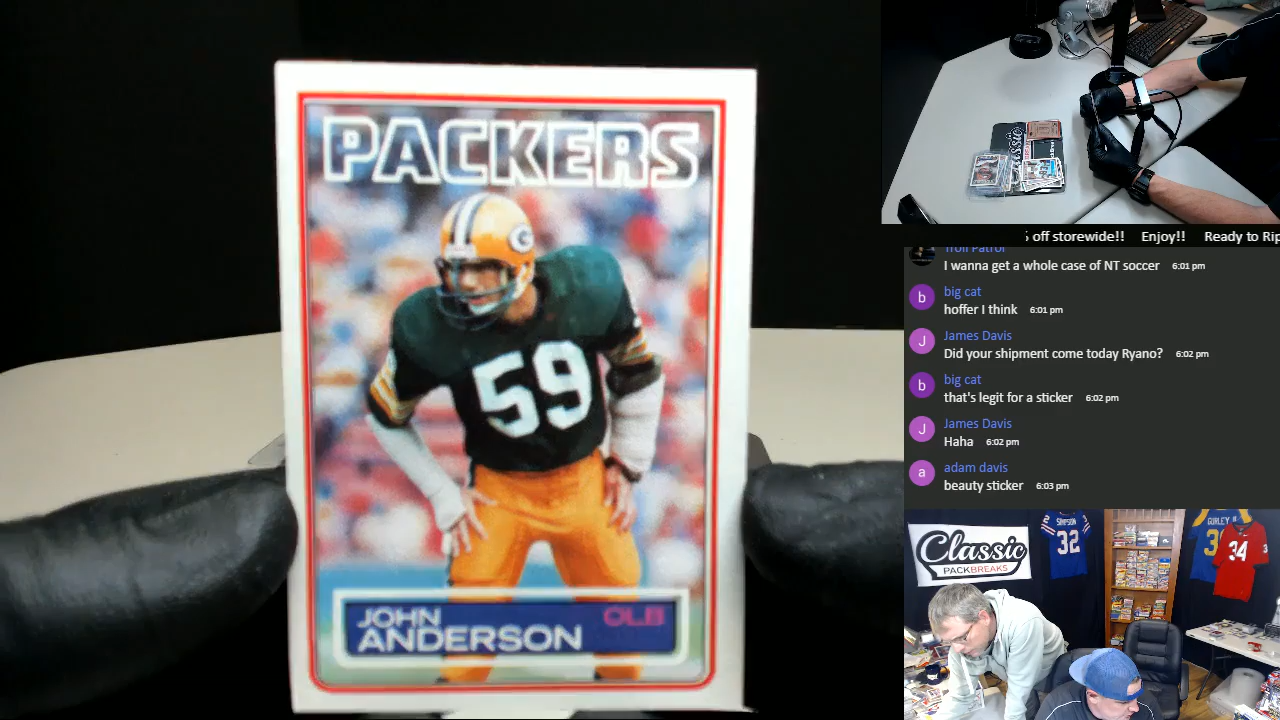 PACKERS
G
59
JOHN
ANDERSON
OLB
% off storewide!! Enjoy!! Ready to Rip
Troll Patrol
I wanna get a whole case of NT soccer 6:01 pm
b
big cat
hoffer I think 6:01 pm
J
James Davis
Did your shipment come today Ryano? 6:02 pm
b
big cat
that's legit for a sticker 6:02 pm
J
James Davis
Haha 6:02 pm
a
adam davis
beauty sticker 6:03 pm
Classic
PACKBREAKS
SIMPSON
32
GURLEY
3
34